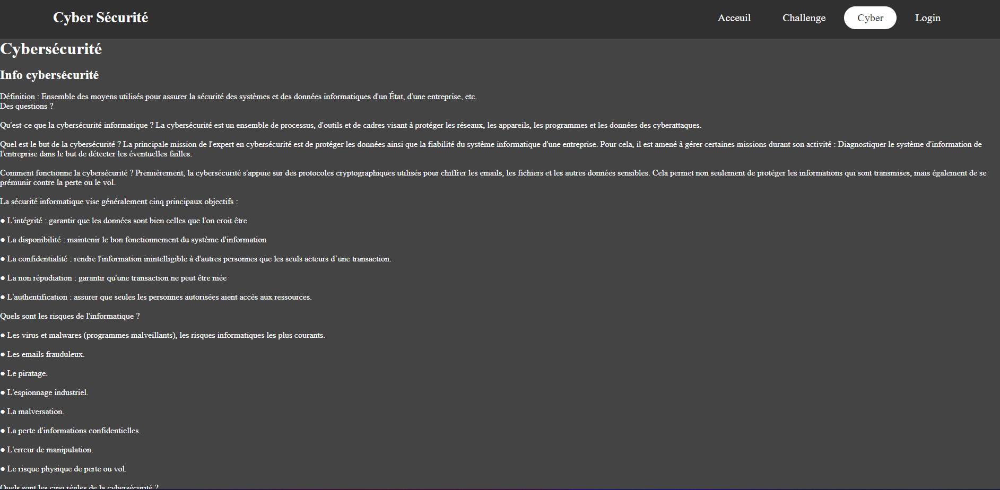 Cyber Sécurité
Acceuil
Challenge
Cyber
Login
Cybersécurité
Info cybersécurité
Définition : Ensemble des moyens utilisés pour assurer la sécurité des systèmes et des données informatiques d'un État, d'une entreprise, etc.
Des questions ?
Qu'est-ce que la cybersécurité informatique ? La cybersécurité est un ensemble de processus, d'outils et de cadres visant à protéger les réseaux, les appareils, les programmes et les données des cyberattaques.
Quel est le but de la cybersécurité ? La principale mission de l'expert en cybersécurité est de protéger les données ainsi que la fiabilité du système informatique d'une entreprise. Pour cela, il est amené à gérer certaines missions durant son activité : Diagnostiquer le système d'information de
l'entreprise dans le but de détecter les éventuelles failles.
Comment fonctionne la cybersécurité ? Premièrement, la cybersécurité s'appuie sur des protocoles cryptographiques utilisés pour chiffrer les emails, les fichiers et les autres données sensibles. Cela permet non seulement de protéger les informations qui sont transmises, mais également de se
prémunir contre la perte ou le vol.
La sécurité informatique vise généralement cinq principaux objectifs :
● L'intégrité : garantir que les données sont bien celles que l'on croit être
● La disponibilité : maintenir le bon fonctionnement du système d'information
● La confidentialité : rendre l'information inintelligible à d'autres personnes que les seuls acteurs d’une transaction.
● La non répudiation : garantir qu'une transaction ne peut être niée
● L'authentification : assurer que seules les personnes autorisées aient accès aux ressources.
Quels sont les risques de l'informatique ?
● Les virus et malwares (programmes malveillants), les risques informatiques les plus courants.
● Les emails frauduleux.
● Le piratage.
● L'espionnage industriel.
● La malversation.
● La perte d'informations confidentielles.
● L'erreur de manipulation.
● Le risque physique de perte ou vol.
Quels sont les cinq règles de la cybersécurité ?